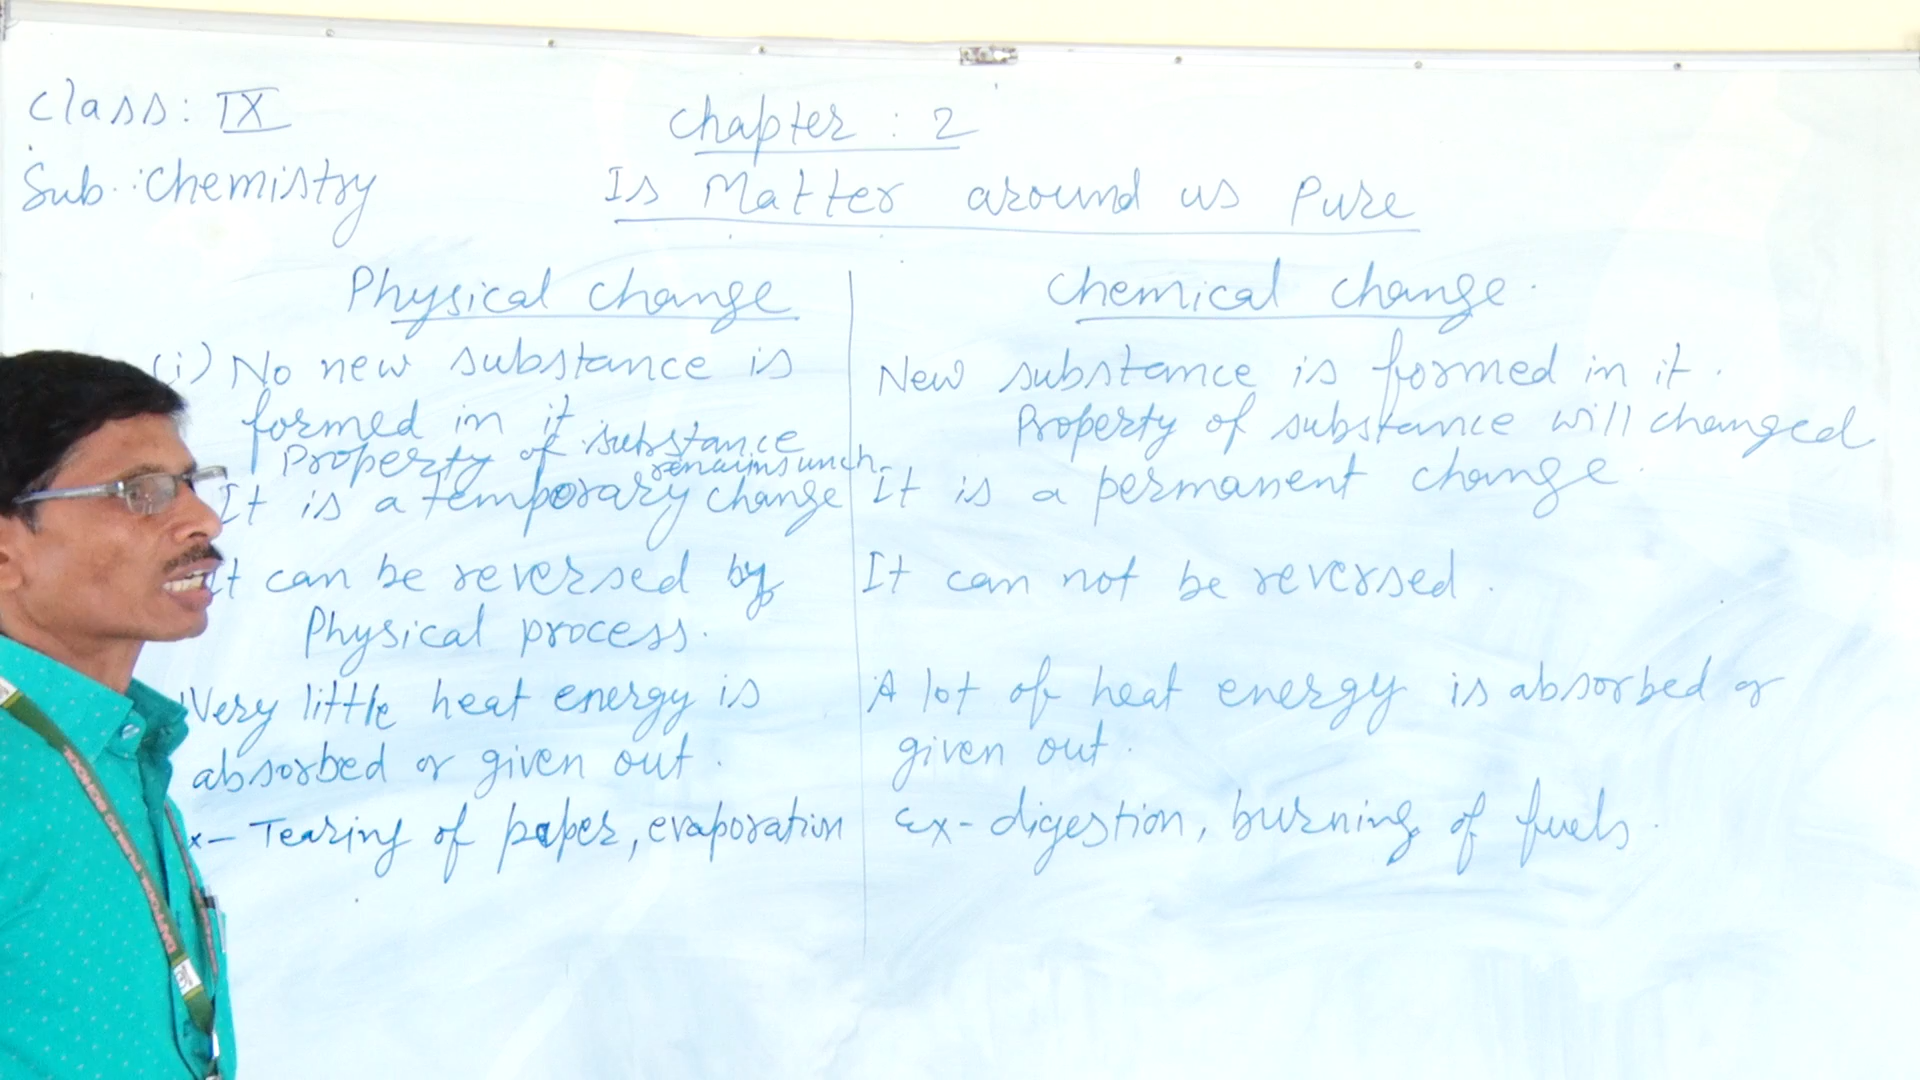 Class: IX
Sub.: Chemistry
Chapter : 2
Is Matter around us Pure
Physical change
(i) No new substance is
formed in it
Property of substance
remains unch.
It is a temporary change
It can be reversed by
Physical process.
Very little heat energy is
absorbed or given out.
x- Tearing of paper, evaporation
Chemical change.
New substance is formed in it.
Property of substance will changed
It is a permanent change.
It can not be reversed.
A lot of heat energy is absorbed or
given out.
Ex- digestion, burning of fuels.